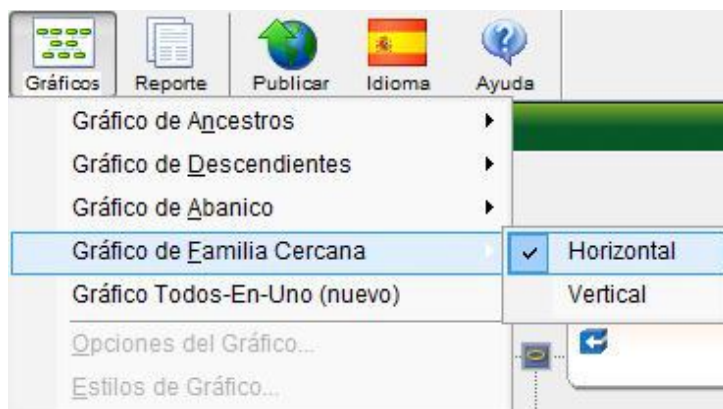 Gráficos Reporte Publicar Idioma Ayuda
Gráfico de Ancestros
Gráfico de Descendientes
Gráfico de Abanico
Gráfico de Familia Cercana
Horizontal
Gráfico Todos-En-Uno (nuevo)
Vertical
Opciones del Gráfico...
Estilos de Gráfico...